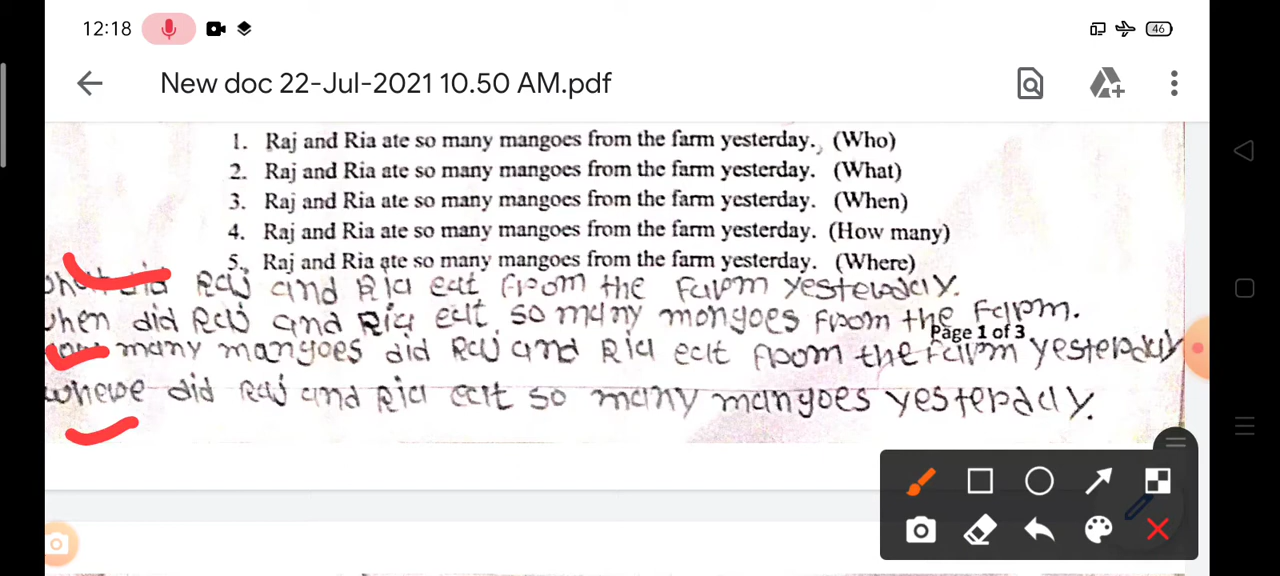 12:18 46
New doc 22-Jul-2021 10.50 AM.pdf
1. Raj and Ria ate so many mangoes from the farm yesterday. (Who)
2. Raj and Ria ate so many mangoes from the farm yesterday. (What)
3. Raj and Ria ate so many mangoes from the farm yesterday. (When)
4. Raj and Ria ate so many mangoes from the farm yesterday. (How many)
5. Raj and Ria ate so many mangoes from the farm yesterday. (Where)
did Raj and Ria eat from the farm yesterday.
when did Raj and Ria eat so many mongoes from the farm.
Page 1 of 3
many mangoes did Raj and Ria eat from the farm yesterday
where did Raj and Ria eat so many mangoes yesterday.